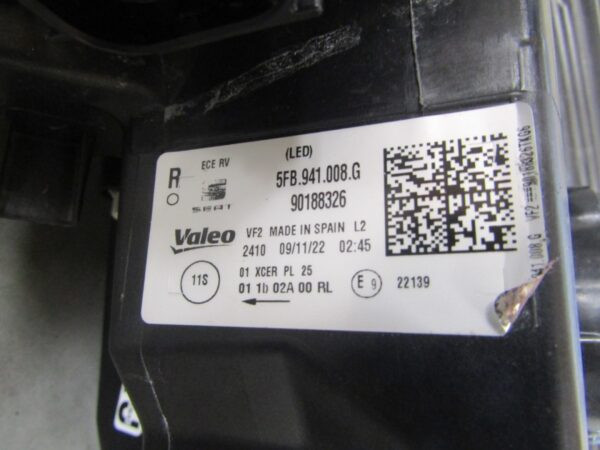 R ECE RV (LED)
SEAT 5FB.941.008.G
90188326
Valeo VF2 MADE IN SPAIN L2
2410 09/11/22 02:45
11S 01 XCER PL 25
01 1b 02A 00 RL E 9 22139